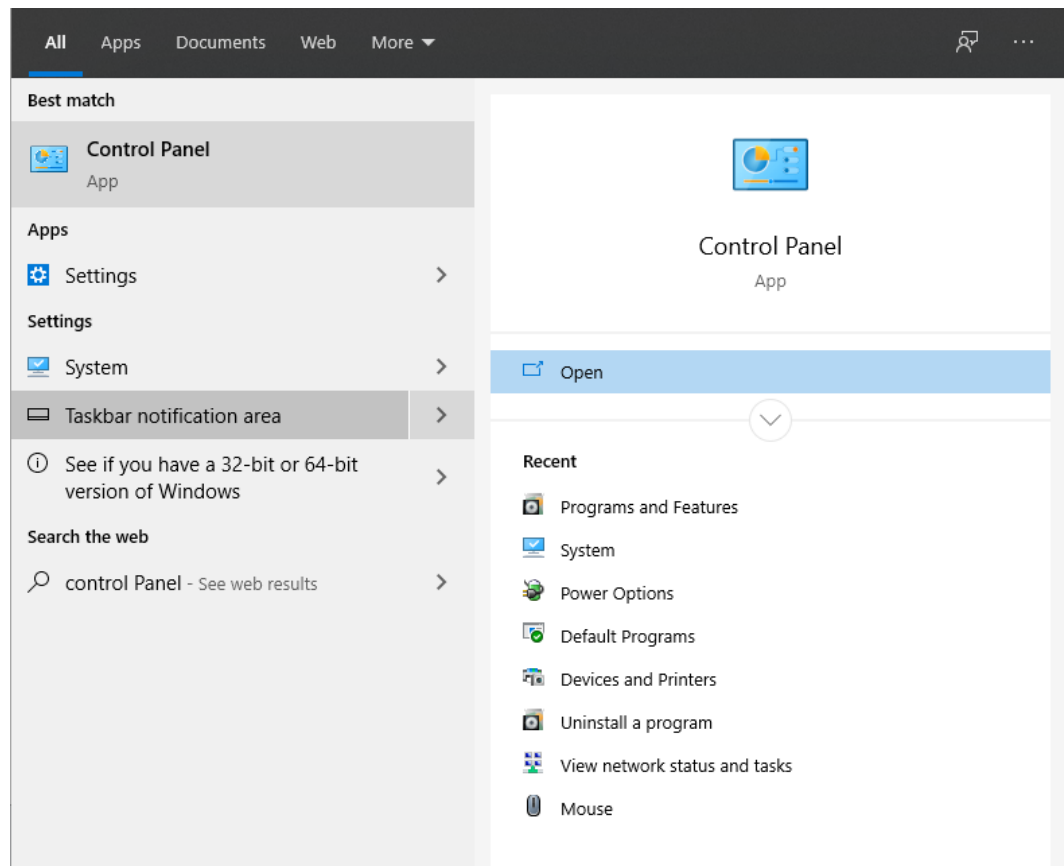 All Apps Documents Web More
Best match
Control Panel
App
Apps
Settings
Settings
System
Taskbar notification area
See if you have a 32-bit or 64-bit
version of Windows
Search the web
control Panel - See web results
Control Panel
App
Open
Recent
Programs and Features
System
Power Options
Default Programs
Devices and Printers
Uninstall a program
View network status and tasks
Mouse